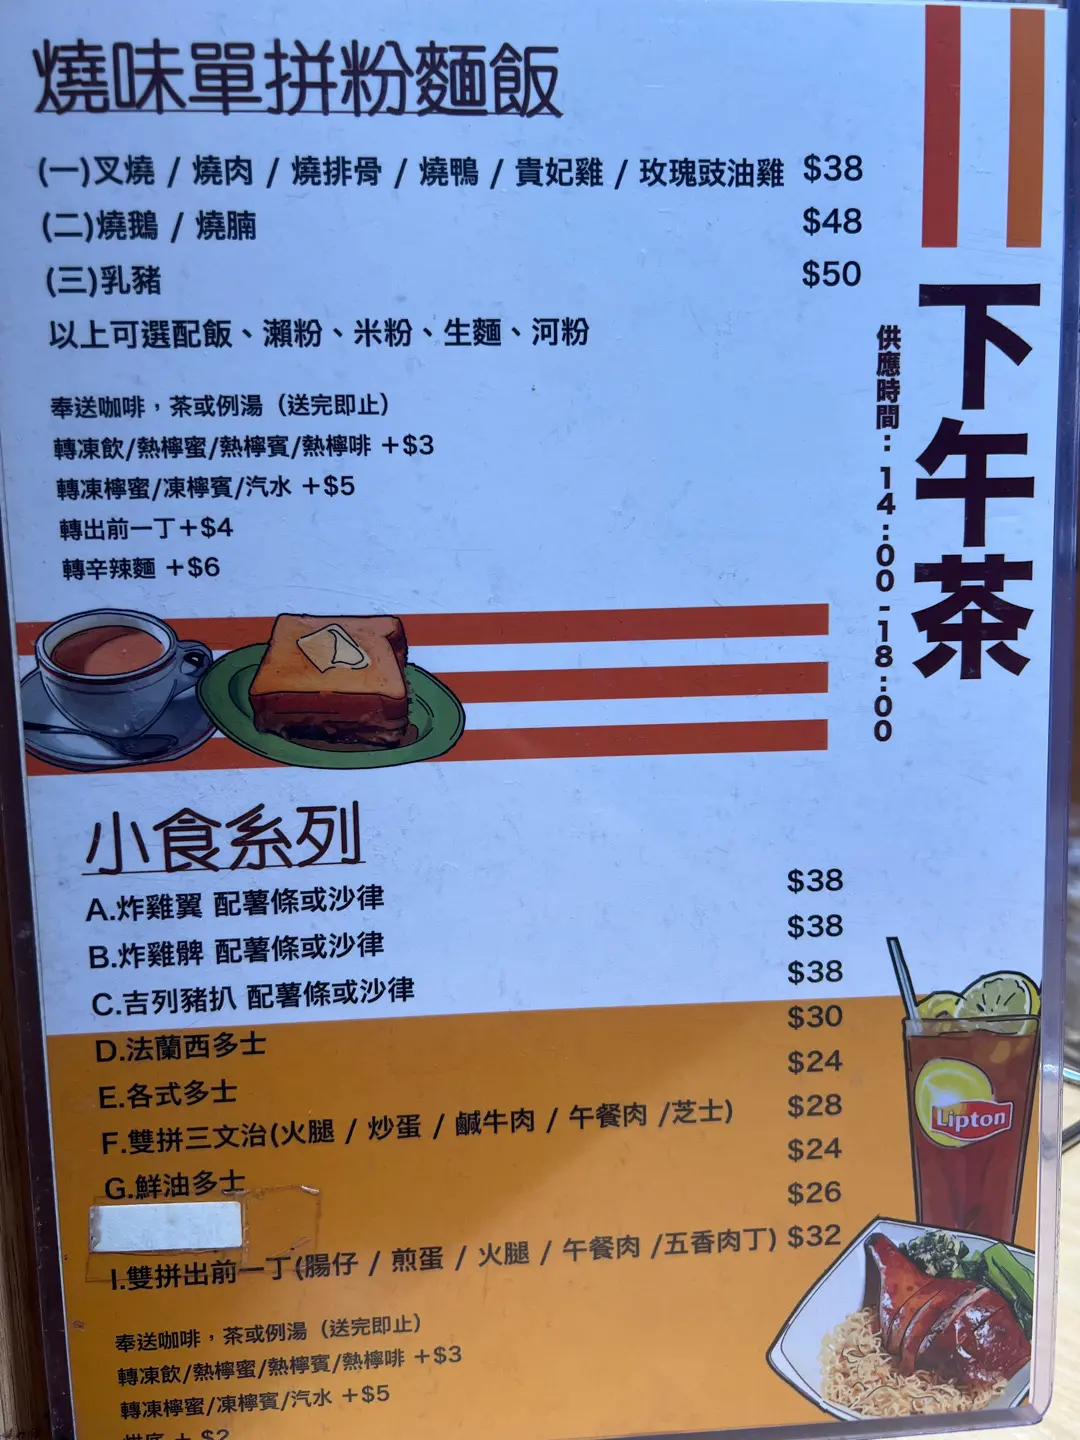 燒味單拼粉麵飯
(一)叉燒 / 燒肉 / 燒排骨 / 燒鴨 / 貴妃雞 / 玫瑰豉油雞 $38
(二)燒鵝 / 燒腩 $48
(三)乳豬 $50
以上可選配飯、瀨粉、米粉、生麵、河粉
奉送咖啡，茶或例湯（送完即止）
轉凍飲/熱檸蜜/熱檸賓/熱檸啡 +$3
轉凍檸蜜/凍檸賓/汽水 +$5
轉出前一丁+$4
轉辛辣麵 +$6
下午茶
供應時間：14:00-18:00
小食系列
A.炸雞翼 配薯條或沙律 $38
B.炸雞髀 配薯條或沙律 $38
C.吉列豬扒 配薯條或沙律 $38
D.法蘭西多士 $30
E.各式多士 $24
F.雙拼三文治(火腿 / 炒蛋 / 鹹牛肉 / 午餐肉 /芝士) $28
G.鮮油多士 $24
$26
I.雙拼出前一丁(腸仔 / 煎蛋 / 火腿 / 午餐肉 /五香肉丁) $32
奉送咖啡，茶或例湯（送完即止）
轉凍飲/熱檸蜜/熱檸賓/熱檸啡 +$3
轉凍檸蜜/凍檸賓/汽水 +$5
烘底 + $2
Lipton